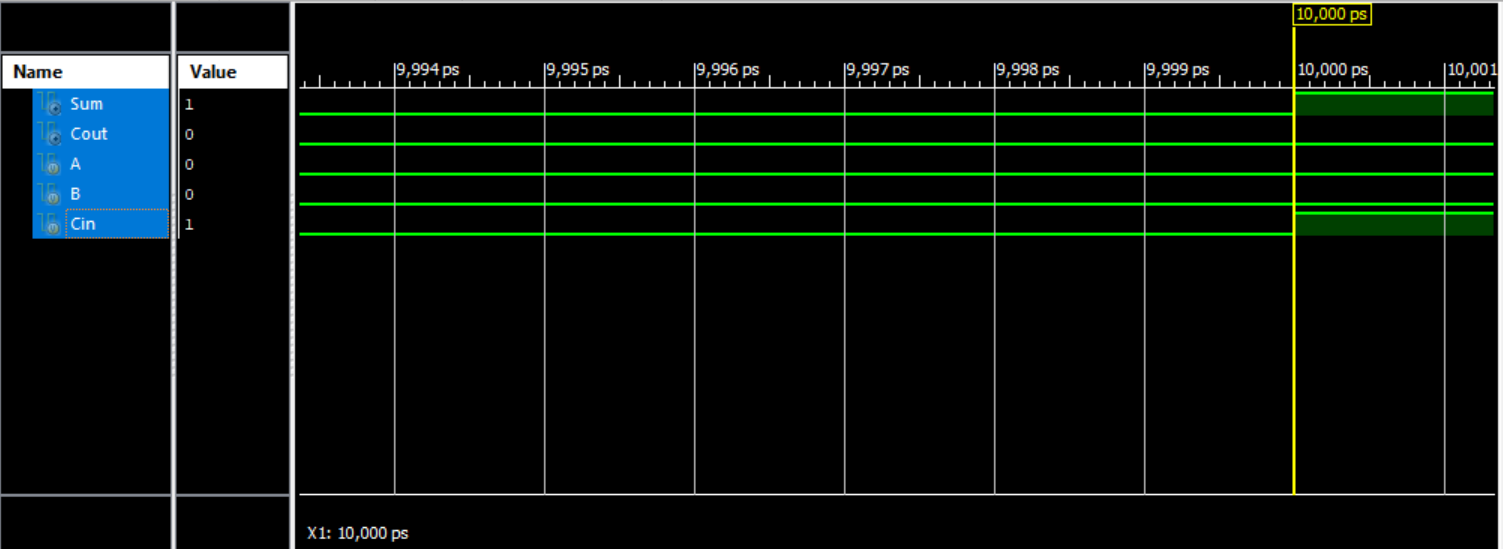 10,000 ps
Name Value
9,994 ps 9,995 ps 9,996 ps 9,997 ps 9,998 ps 9,999 ps 10,000 ps 10,001
Sum 1
Cout 0
A 0
B 0
Cin 1
X1: 10,000 ps